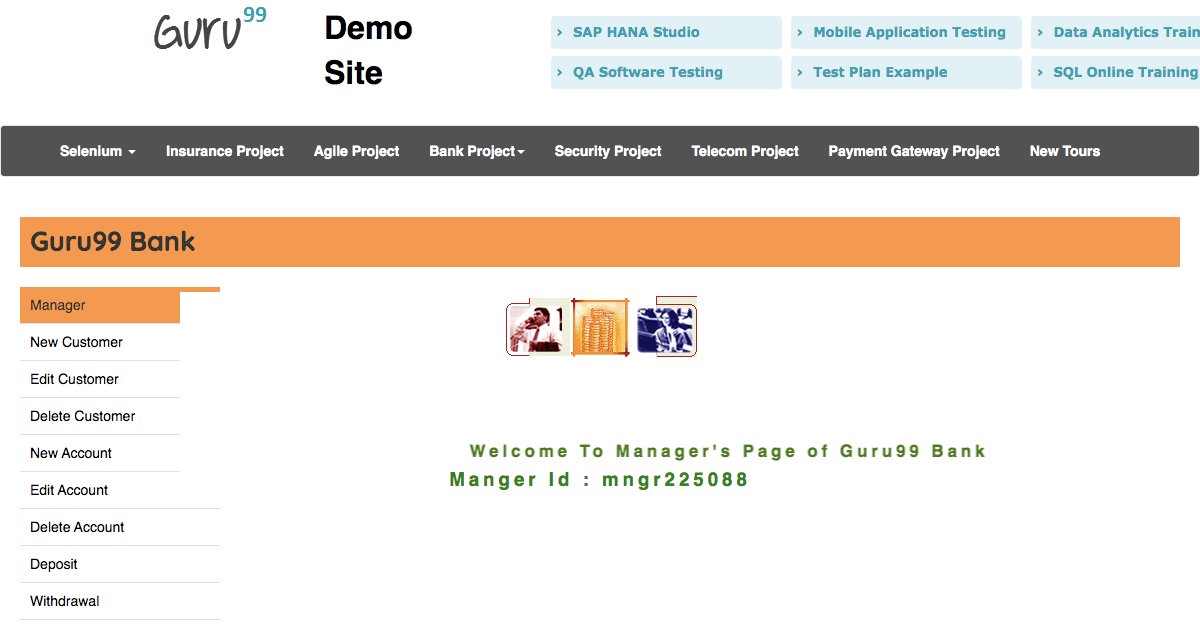 Guru99
Demo
Site
SAP HANA Studio
Mobile Application Testing
Data Analytics Train
QA Software Testing
Test Plan Example
SQL Online Training
Selenium
Insurance Project
Agile Project
Bank Project
Security Project
Telecom Project
Payment Gateway Project
New Tours
Guru99 Bank
Manager
New Customer
Edit Customer
Delete Customer
New Account
Edit Account
Delete Account
Deposit
Withdrawal
Welcome To Manager's Page of Guru99 Bank
Manger Id : mngr225088